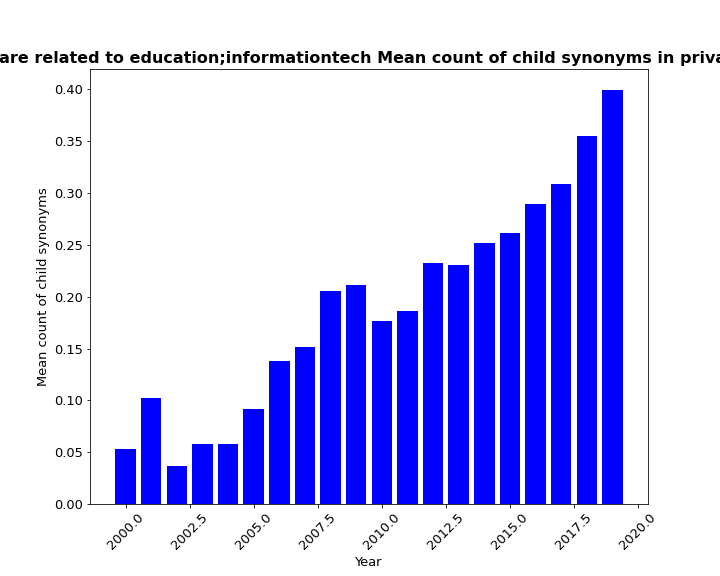 are related to education;informationtech Mean count of child synonyms in priva
Mean count of child synonyms
0.40
0.35
0.30
0.25
0.20
0.15
0.10
0.05
0.00
2000.0 2002.5 2005.0 2007.5 2010.0 2012.5 2015.0 2017.5 2020.0
Year